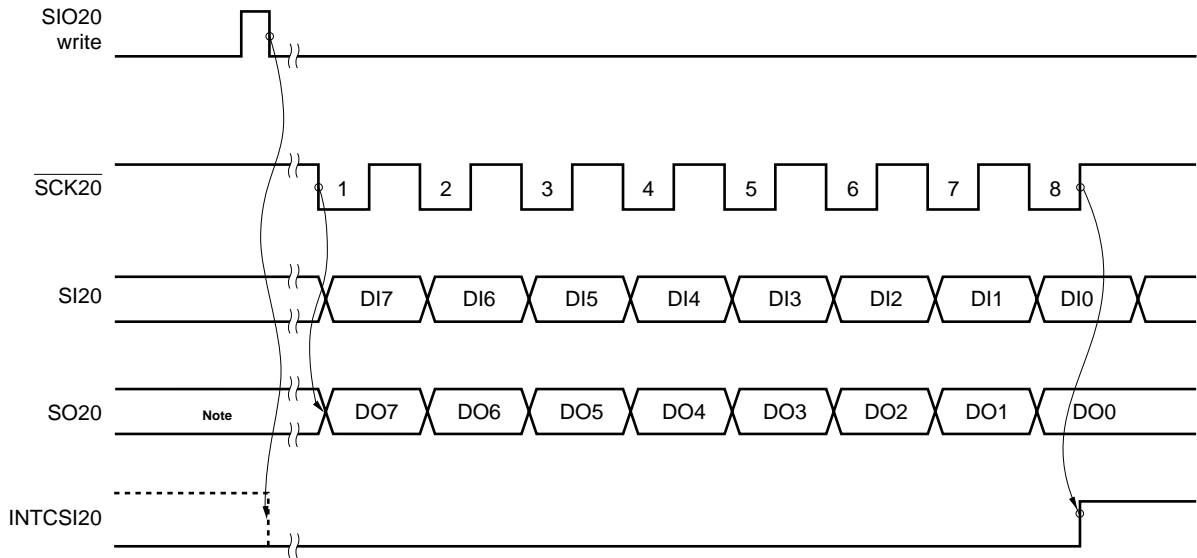 SIO20
write
SCK20
1 2 3 4 5 6 7 8
SI20
DI7 DI6 DI5 DI4 DI3 DI2 DI1 DI0
SO20
Note
DO7 DO6 DO5 DO4 DO3 DO2 DO1 DO0
INTCSI20